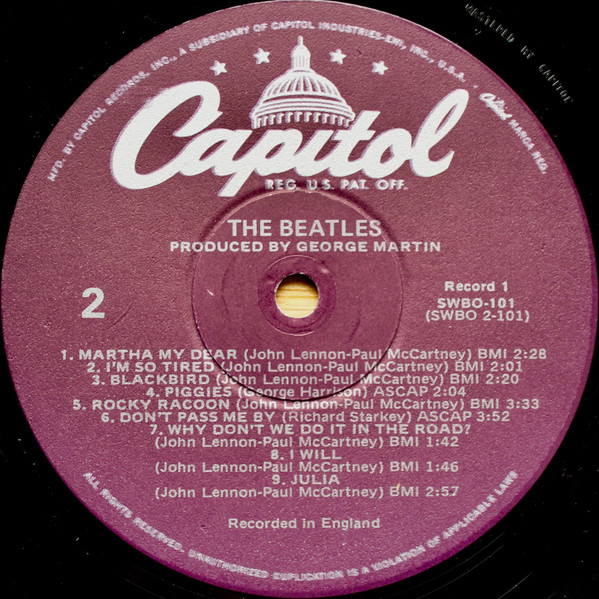 MASTERED BY CAPITOL
MFD. BY CAPITOL RECORDS, INC., A SUBSIDIARY OF CAPITOL INDUSTRIES-EMI, INC., U.S.A.
Capitol MARCA REG.
Capitol
REG. U.S. PAT. OFF.
THE BEATLES
PRODUCED BY GEORGE MARTIN
2
Record 1
SWBO-101
(SWBO 2-101)
1. MARTHA MY DEAR (John Lennon-Paul McCartney) BMI 2:28
2. I'M SO TIRED (John Lennon-Paul McCartney) BMI 2:01
3. BLACKBIRD (John Lennon-Paul McCartney) BMI 2:20
4. PIGGIES (George Harrison) ASCAP 2:04
5. ROCKY RACOON (John Lennon-Paul McCartney) BMI 3:33
6. DON'T PASS ME BY (Richard Starkey) ASCAP 3:52
7. WHY DON'T WE DO IT IN THE ROAD?
(John Lennon-Paul McCartney) BMI 1:42
8. I WILL
(John Lennon-Paul McCartney) BMI 1:46
9. JULIA
(John Lennon-Paul McCartney) BMI 2:57
Recorded in England
ALL RIGHTS RESERVED. UNAUTHORIZED DUPLICATION IS A VIOLATION OF APPLICABLE LAWS